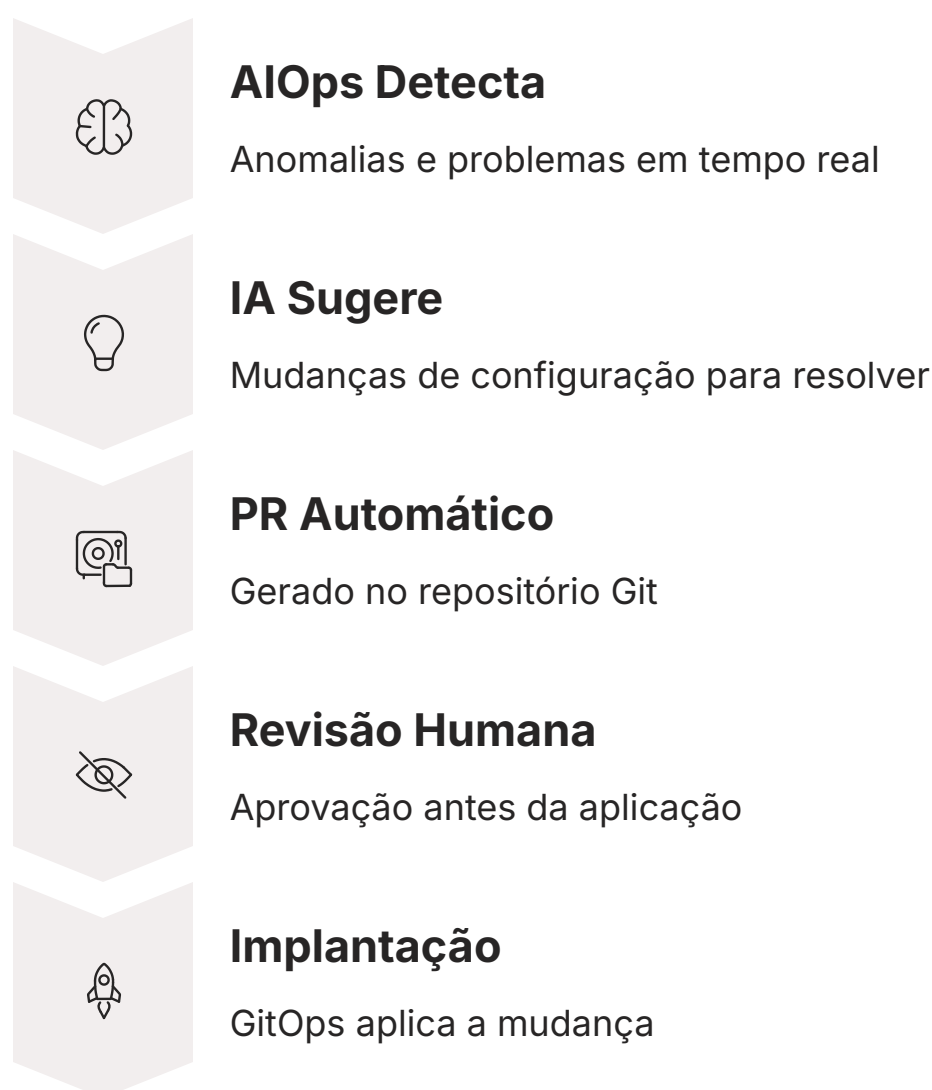 AIOps Detecta
Anomalias e problemas em tempo real
IA Sugere
Mudanças de configuração para resolver
PR Automático
Gerado no repositório Git
Revisão Humana
Aprovação antes da aplicação
Implantação
GitOps aplica a mudança